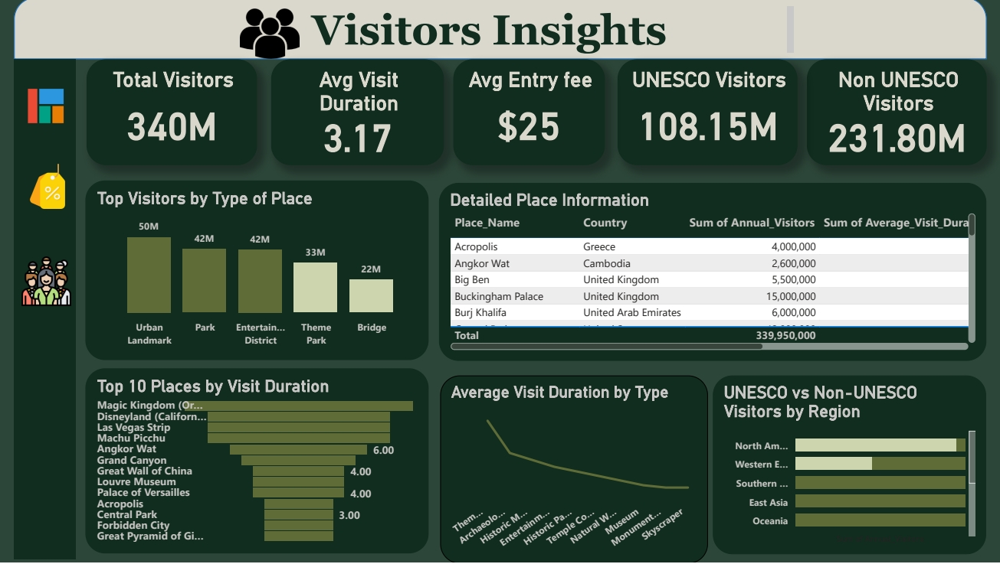 Visitors Insights
Total Visitors
340M
Avg Visit
Duration
3.17
Avg Entry fee
$25
UNESCO Visitors
108.15M
Non UNESCO
Visitors
231.80M
%
Top Visitors by Type of Place
50M
42M
42M
33M
22M
Urban
Landmark
Park
Entertain...
District
Theme
Park
Bridge
Detailed Place Information
Place_Name Country Sum of Annual_Visitors Sum of Average_Visit_Dura
Acropolis Greece 4,000,000
Angkor Wat Cambodia 2,600,000
Big Ben United Kingdom 5,500,000
Buckingham Palace United Kingdom 15,000,000
Burj Khalifa United Arab Emirates 6,000,000
Total 339,950,000
Top 10 Places by Visit Duration
Magic Kingdom (Or...
Disneyland (Californ...
Las Vegas Strip
Machu Picchu
Angkor Wat 6.00
Grand Canyon
Great Wall of China 4.00
Louvre Museum
Palace of Versailles 4.00
Acropolis
Central Park 3.00
Forbidden City
Great Pyramid of Gi...
Average Visit Duration by Type
Them...
Archaeolo...
Historic M...
Entertainm...
Historic Pa...
Temple Co...
Natural W...
Museum
Monument...
Skyscraper
UNESCO vs Non-UNESCO
Visitors by Region
North Am...
Western E...
Southern ...
East Asia
Oceania